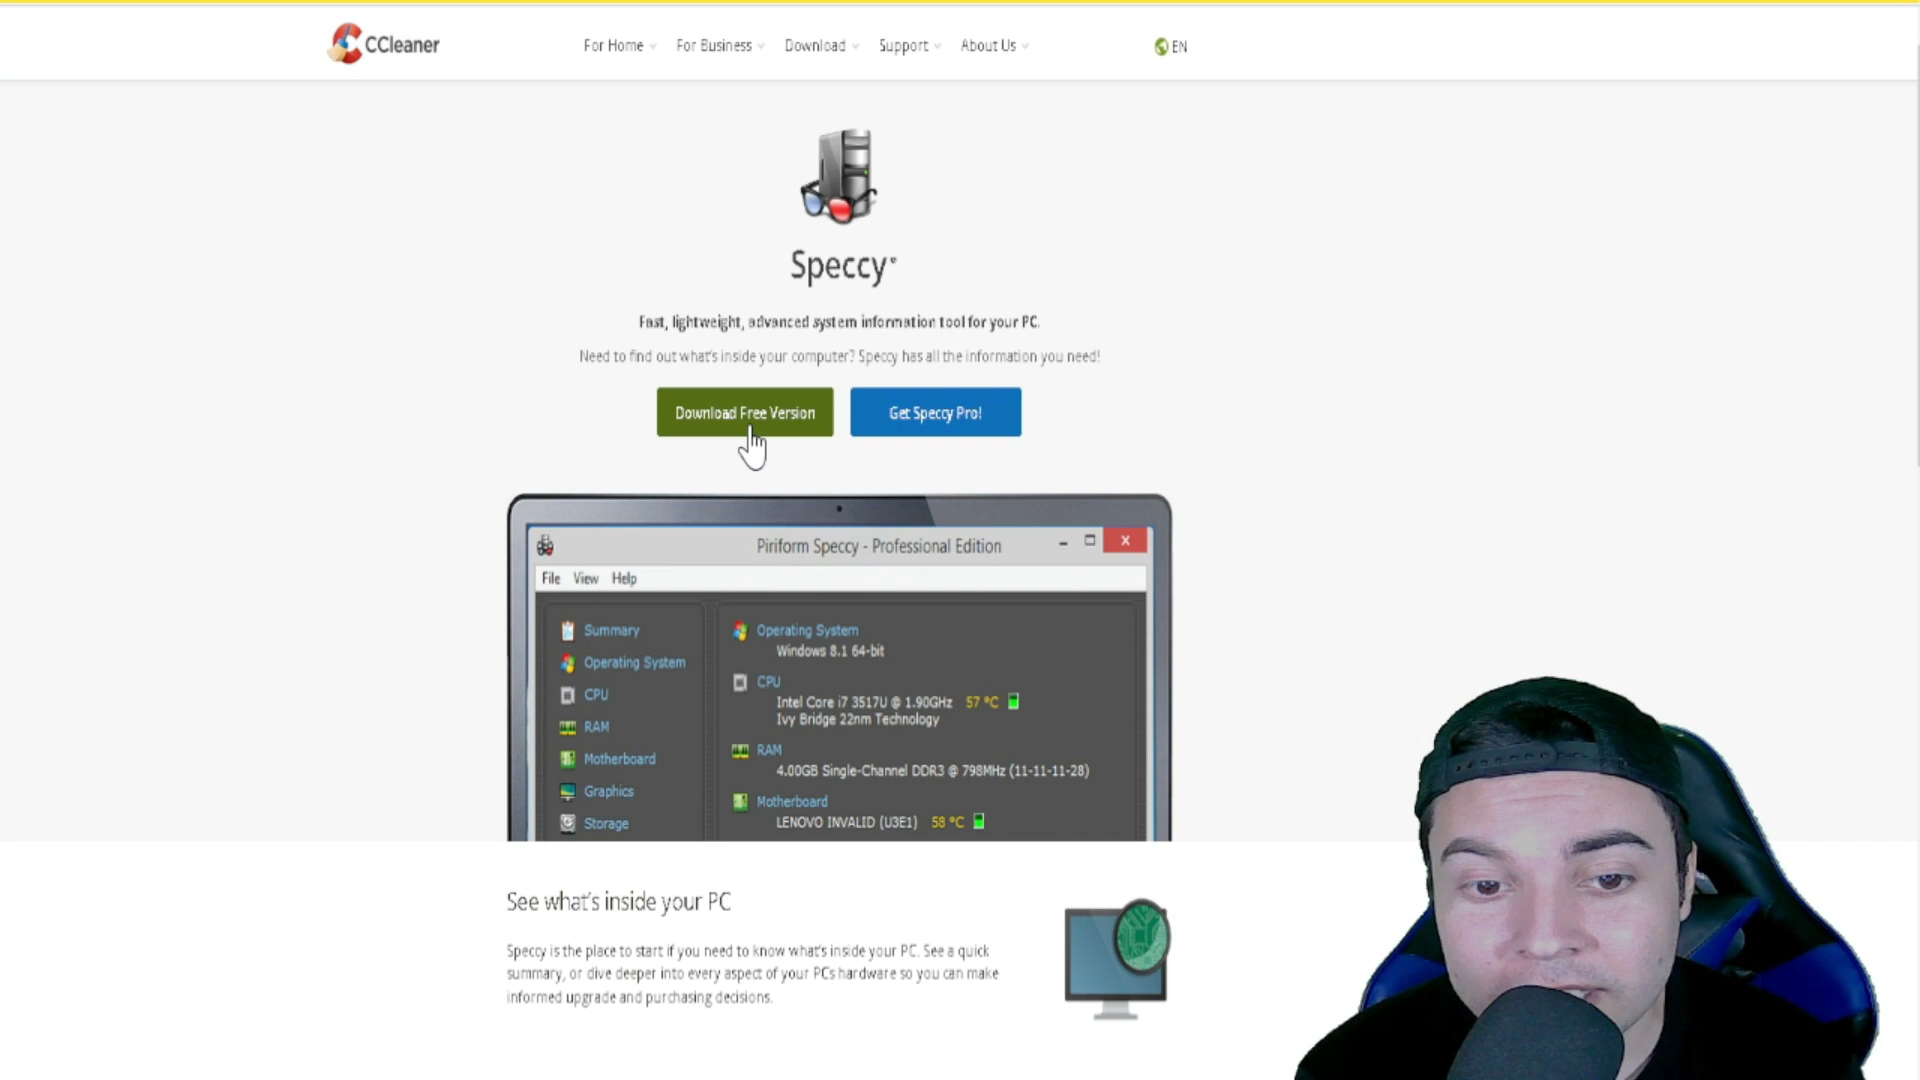 CCleaner
For Home For Business Download Support About Us
EN
Speccy®
Fast, lightweight, advanced system information tool for your PC.
Need to find out what's inside your computer? Speccy has all the information you need!
Download Free Version
Get Speccy Pro!
Piriform Speccy - Professional Edition
File View Help
Summary
Operating System
CPU
RAM
Motherboard
Graphics
Storage
Operating System
Windows 8.1 64-bit
CPU
Intel Core i7 3517U @ 1.90GHz 57 °C
Ivy Bridge 22nm Technology
RAM
4.00GB Single-Channel DDR3 @ 798MHz (11-11-11-28)
Motherboard
LENOVO INVALID (U3E1) 58 °C
See what's inside your PC
Speccy is the place to start if you need to know what's inside your PC. See a quick
summary, or dive deeper into every aspect of your PCs hardware so you can make
informed upgrade and purchasing decisions.